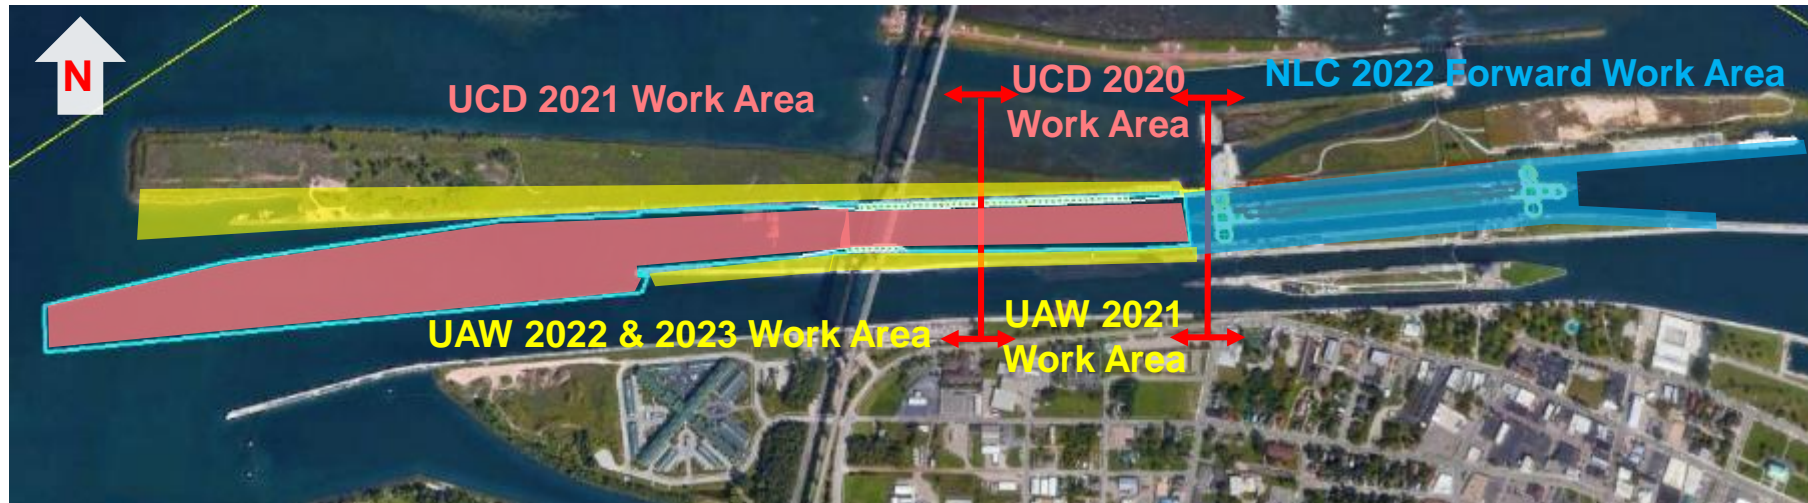 N
UCD 2021 Work Area
UCD 2020
Work Area
NLC 2022 Forward Work Area
UAW 2022 & 2023 Work Area
UAW 2021
Work Area